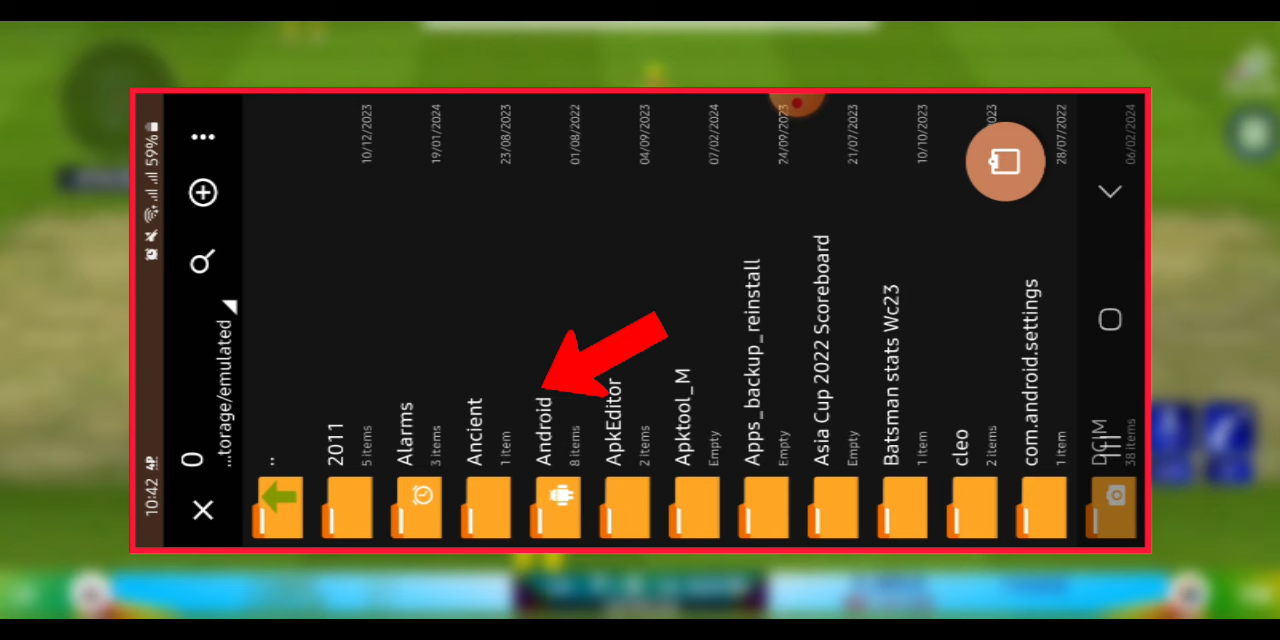 10:42 4P 59%
0
...torage/emulated
..
2011
5 items 10/12/2023
Alarms
3 items 19/01/2024
Ancient
1 item 23/08/2023
Android
8 items 01/08/2022
ApkEditor
2 items 04/09/2023
Apktool_M
Empty 07/02/2024
Apps_backup_reinstall
Empty 24/09/2023
Asia Cup 2022 Scoreboard
Empty 21/07/2023
Batsman stats Wc23
1 item 10/10/2023
cleo
2 items 2023
com.android.settings
1 item 28/07/2022
DCIM
38 items 06/02/2024